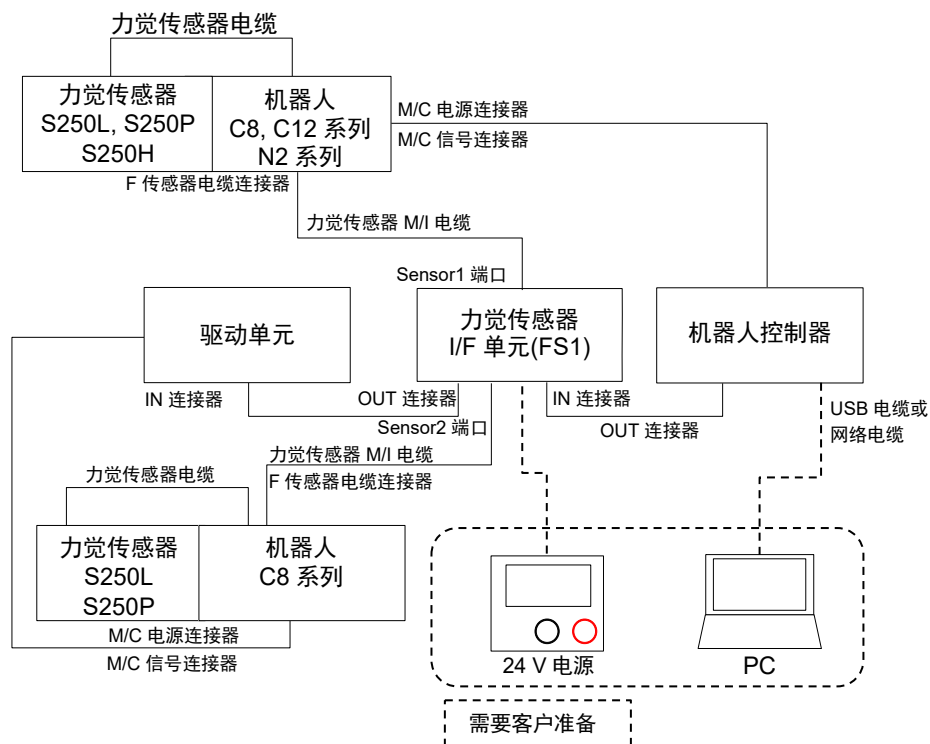 力觉传感器电缆
力觉传感器
S250L, S250P
S250H
机器人
C8, C12 系列
N2 系列
M/C 电源连接器
M/C 信号连接器
F 传感器电缆连接器
力觉传感器 M/I 电缆
Sensor1 端口
驱动单元
力觉传感器
I/F 单元(FS1)
机器人控制器
IN 连接器
OUT 连接器
IN 连接器
OUT 连接器
USB 电缆或
网络电缆
Sensor2 端口
力觉传感器 M/I 电缆
F 传感器电缆连接器
力觉传感器电缆
力觉传感器
S250L
S250P
机器人
C8 系列
M/C 电源连接器
M/C 信号连接器
24 V 电源
PC
需要客户准备